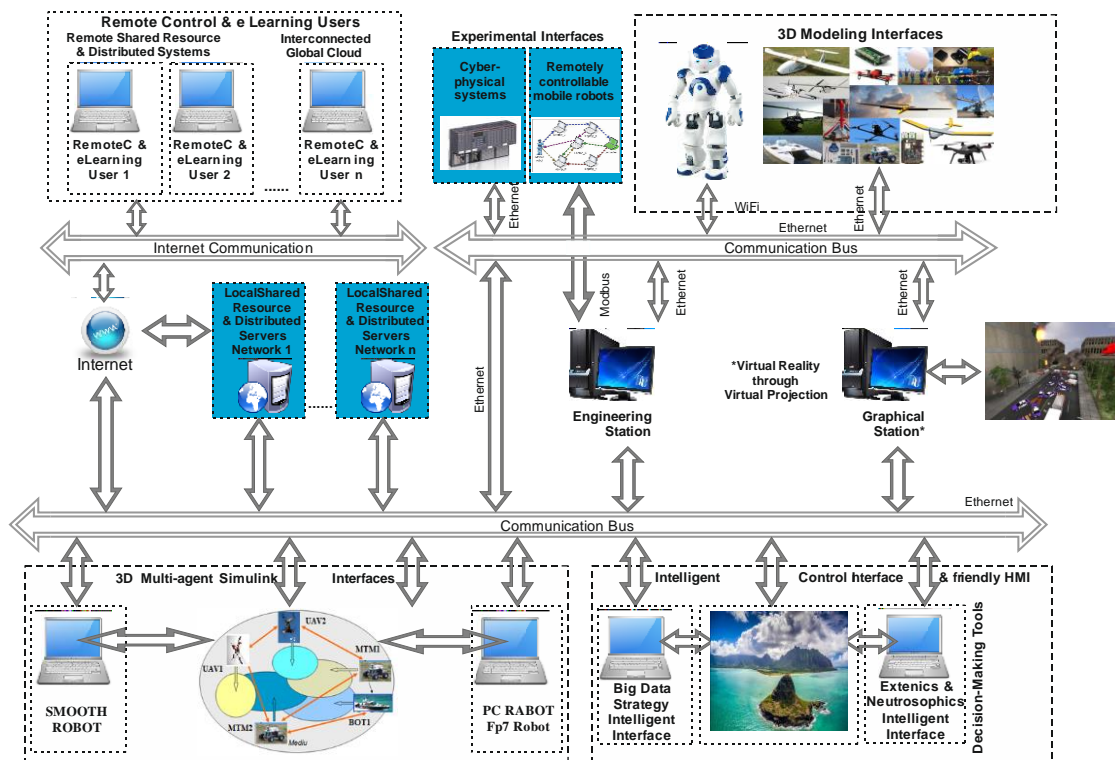 Remote Control & e Learning Users
Remote Shared Resource
& Distributed Systems
Interconnected
Global Cloud
RemoteC &
eLearning
User 1
RemoteC &
eLearning
User 2
......
RemoteC &
eLearning
User n
Experimental Interfaces
Cyber-
physical
systems
Remotely
controllable
mobile robots
3D Modeling Interfaces
Ethernet
WiFi
Ethernet
Ethernet
Internet Communication
Communication Bus
Internet
www
LocalShared
Resource
& Distributed
Servers
Network 1
LocalShared
Resource
& Distributed
Servers
Network n
Ethernet
Modbus
Ethernet
Ethernet
Engineering
Station
*Virtual Reality
through
Virtual Projection
Graphical
Station*
Ethernet
Communication Bus
3D Multi-agent Simulink
Interfaces
SMOOTH
ROBOT
UAV2
UAV1
MTM1
BOT1
MTM2
Mediu
PC RABOT
Fp7 Robot
Intelligent
Control hterface
& friendly HMI
Big Data
Strategy
Intelligent
Interface
Extenics &
Neutrosophics
Intelligent
Interface
Decision-Making Tools